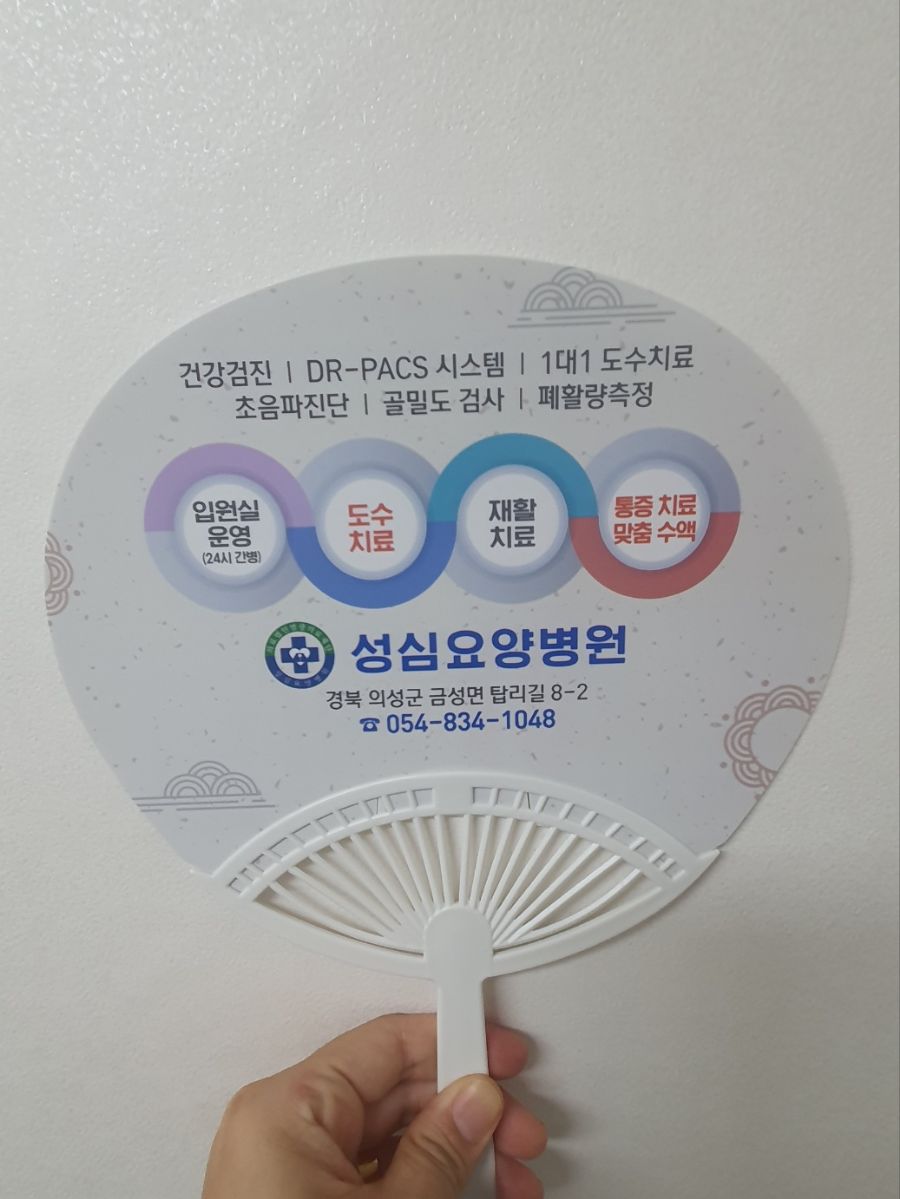 건강검진 | DR-PACS 시스템 | 1대1 도수치료
초음파진단 | 골밀도 검사 | 폐활량측정
입원실
운영
(24시 간병)
도수
치료
재활
치료
통증 치료
맞춤 수액
성심요양병원
경북 의성군 금성면 탑리길 8-2
☎ 054-834-1048